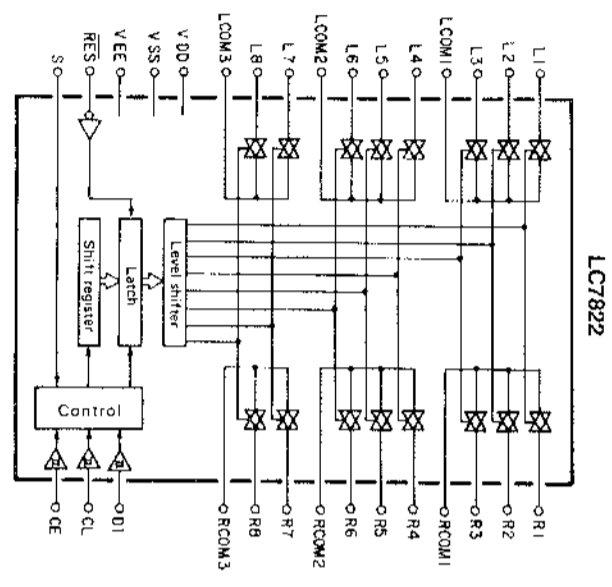 LC7822
L1
L2
L3
LCOM1
L4
L5
L6
LCOM2
L7
L8
LCOM3
VDD
VSS
VEE
RES
S
Level shifter
Latch
Shift register
Control
R1
R2
R3
RCOM1
R4
R5
R6
RCOM2
R7
R8
RCOM3
D1
CL
CE